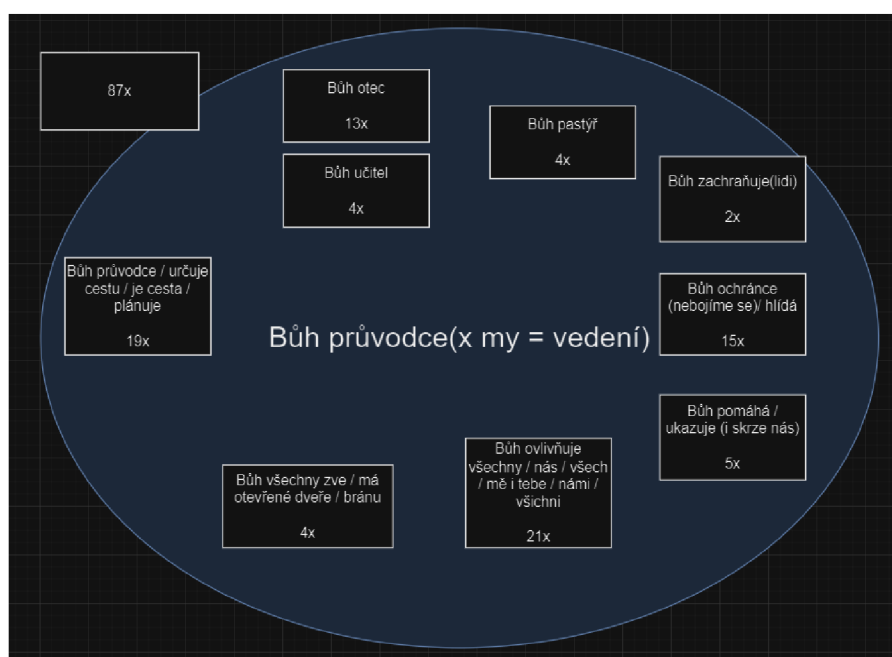 87x
Bůh otec
13x
Bůh učitel
4x
Bůh pastýř
4x
Bůh zachraňuje(lidi)
2x
Bůh průvodce / určuje
cestu / je cesta /
plánuje
19x
Bůh průvodce(x my = vedení)
Bůh ochránce
(nebojíme se)/ hlídá
15x
Bůh pomáhá /
ukazuje (i skrze nás)
5x
Bůh všechny zve / má
otevřené dveře / bránu
4x
Bůh ovlivňuje
všechny / nás / všech
/ mě i tebe / námi /
všichni
21x